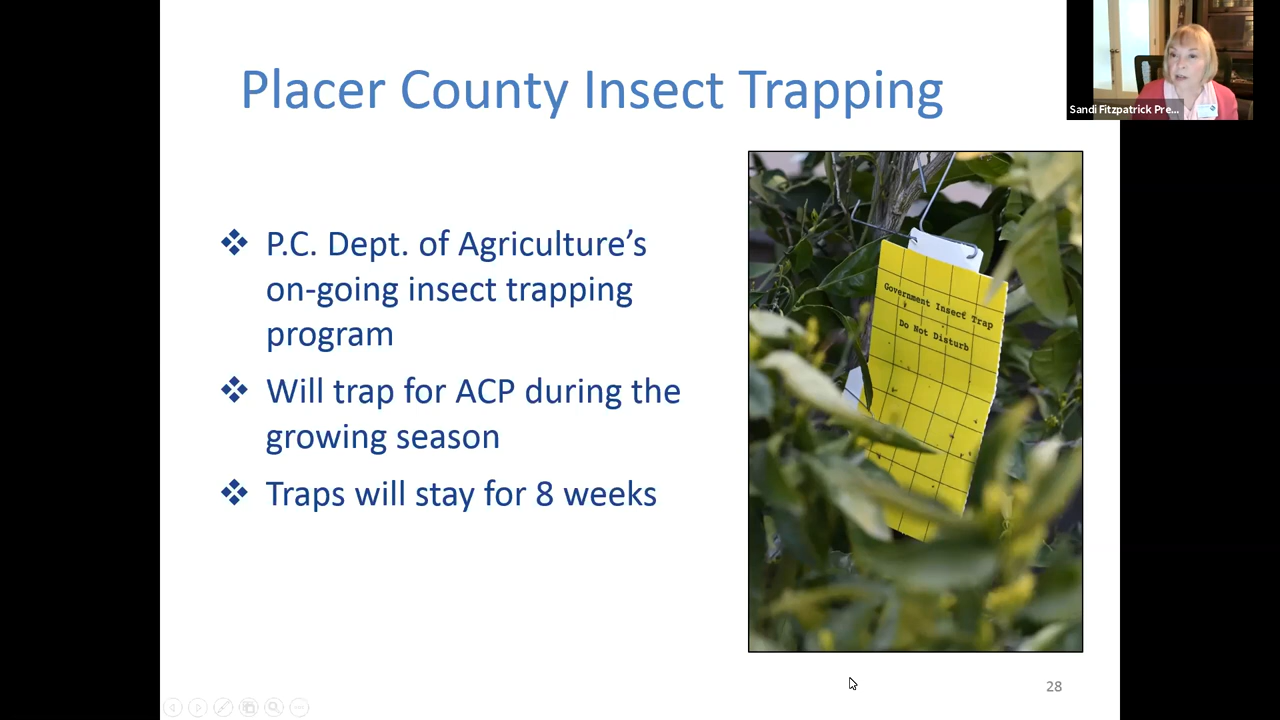 Placer County Insect Trapping
Sandi Fitzpatrick Pre...
❖ P.C. Dept. of Agriculture’s
on-going insect trapping
program
❖ Will trap for ACP during the
growing season
❖ Traps will stay for 8 weeks
Government Insect Trap
Do Not Disturb
28